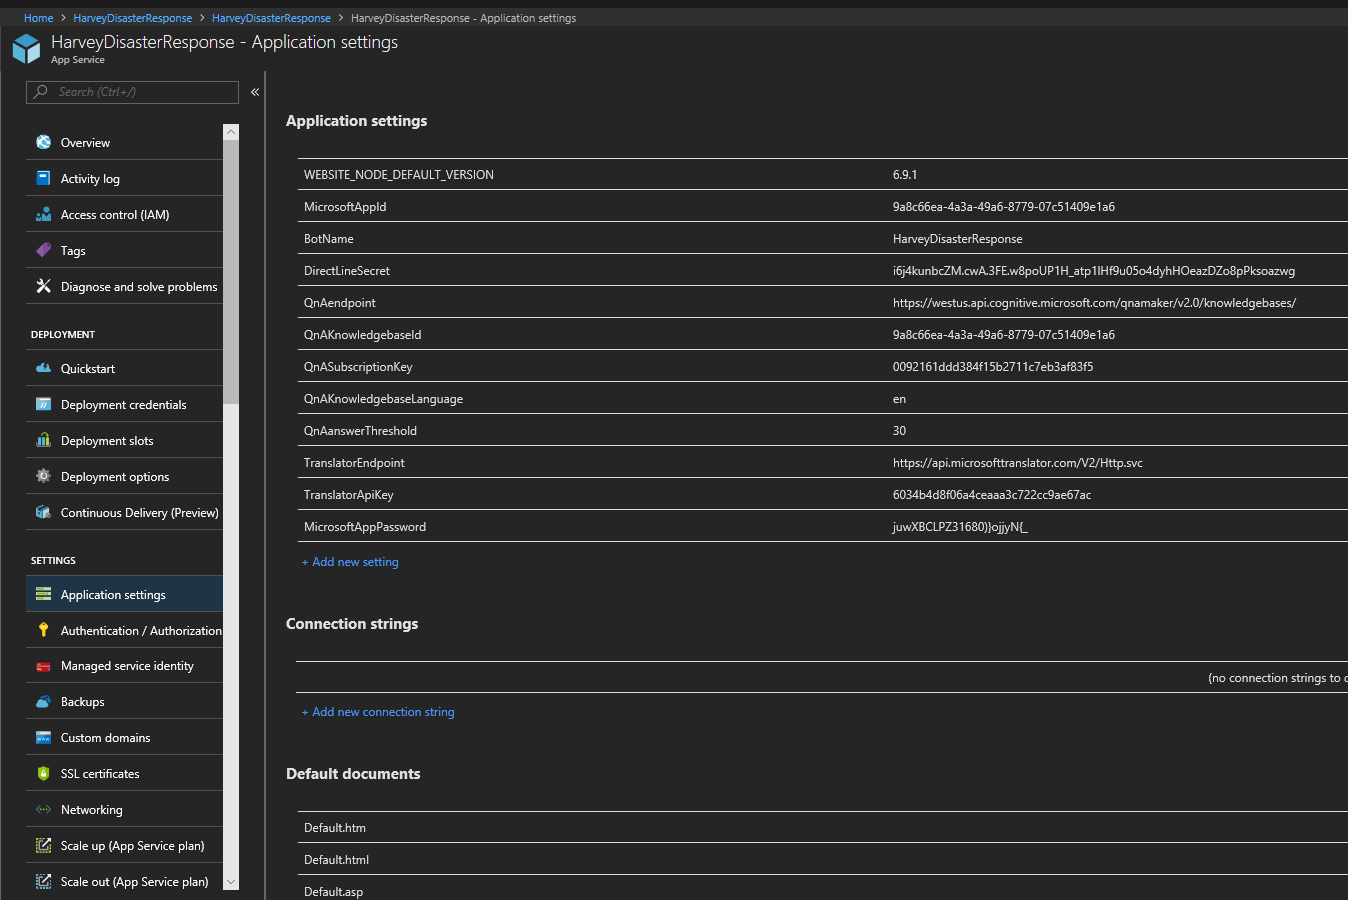 Home > HarveyDisasterResponse > HarveyDisasterResponse > HarveyDisasterResponse - Application settings
HarveyDisasterResponse - Application settings
App Service
Search (Ctrl+/)
«
Overview
Activity log
Access control (IAM)
Tags
Diagnose and solve problems
DEPLOYMENT
Quickstart
Deployment credentials
Deployment slots
Deployment options
Continuous Delivery (Preview)
SETTINGS
Application settings
Authentication / Authorization
Managed service identity
Backups
Custom domains
SSL certificates
Networking
Scale up (App Service plan)
Scale out (App Service plan)
Application settings
WEBSITE_NODE_DEFAULT_VERSION 6.9.1
MicrosoftAppId 9a8c66ea-4a3a-49a6-8779-07c51409e1a6
BotName HarveyDisasterResponse
DirectLineSecret i6j4kunbcZM.cwA.3FE.w8poUP1H_atp1IHf9u05o4dyhHOeazDZo8pPksoazwg
QnAendpoint https://westus.api.cognitive.microsoft.com/qnamaker/v2.0/knowledgebases/
QnAKnowledgebaseId 9a8c66ea-4a3a-49a6-8779-07c51409e1a6
QnASubscriptionKey 0092161ddd384f15b2711c7eb3af83f5
QnAKnowledgebaseLanguage en
QnAanswerThreshold 30
TranslatorEndpoint https://api.microsofttranslator.com/V2/Http.svc
TranslatorApiKey 6034b4d8f06a4ceaaa3c722cc9ae67ac
MicrosoftAppPassword juwXBCLPZ31680)}ojjyN{_
+ Add new setting
Connection strings
(no connection strings to
+ Add new connection string
Default documents
Default.htm
Default.html
Default.asp